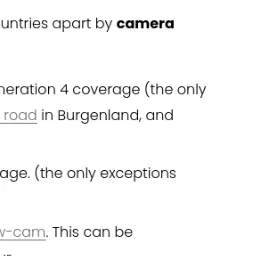 untries apart by camera
neration 4 coverage (the only
road in Burgenland, and
age. (the only exceptions
w-cam. This can be